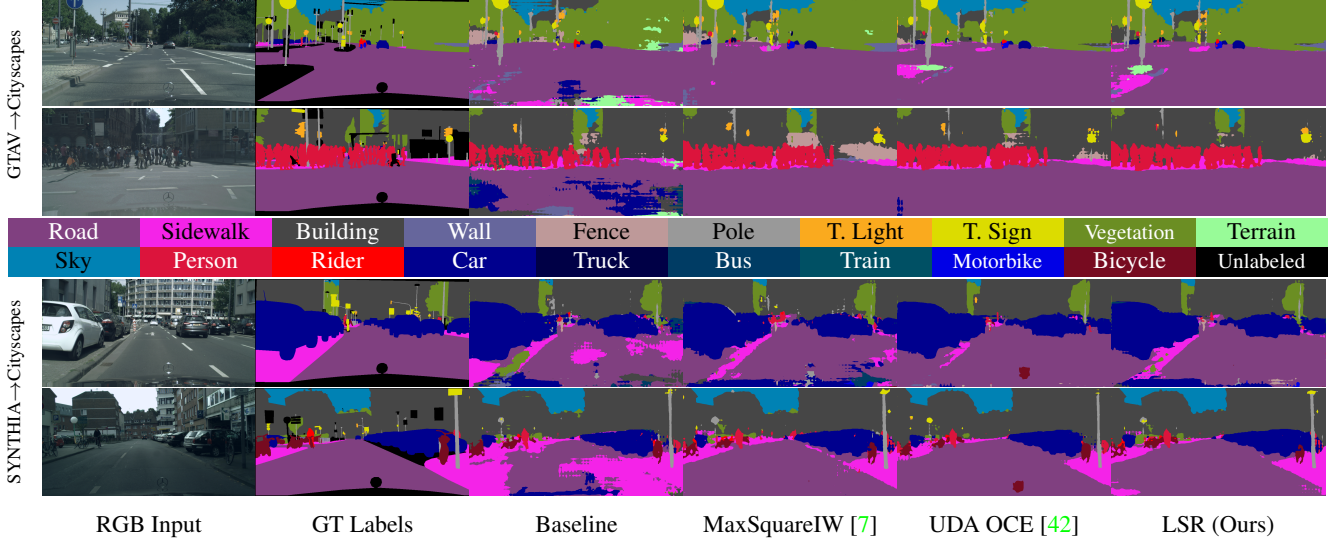 GTAV→Cityscapes
Road Sidewalk Building Wall Fence Pole T. Light T. Sign Vegetation Terrain
Sky Person Rider Car Truck Bus Train Motorbike Bicycle Unlabeled
SYNTHIA→Cityscapes
RGB Input GT Labels Baseline MaxSquareIW [7] UDA OCE [42] LSR (Ours)